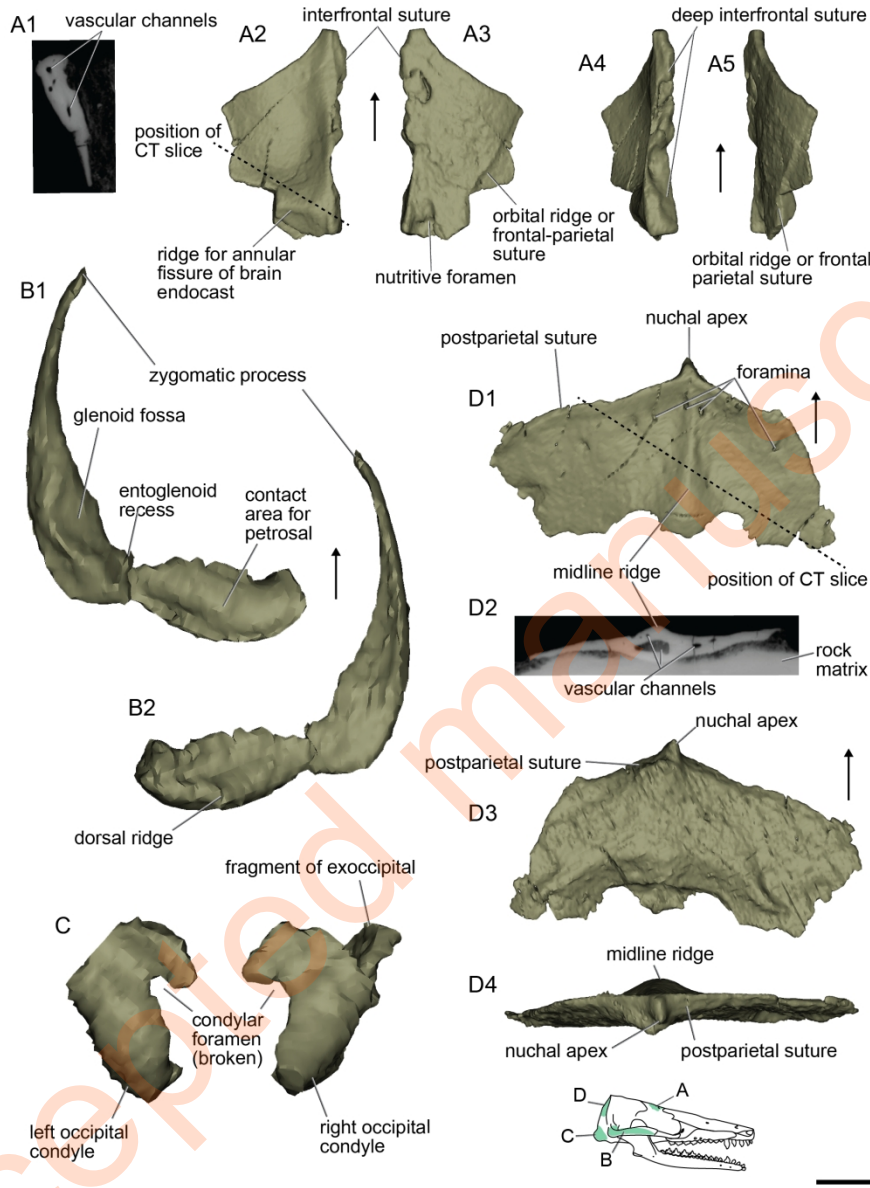 A1
vascular channels
A2
interfrontal suture
A3
deep interfrontal suture
A4
A5
position of
CT slice
ridge for annular
fissure of brain
endocast
nutritive foramen
orbital ridge or
frontal-parietal
suture
orbital ridge or frontal
parietal suture
B1
zygomatic process
glenoid fossa
entoglenoid
recess
contact
area for
petrosal
B2
dorsal ridge
nuchal apex
postparietal suture
foramina
D1
midline ridge
position of CT slice
D2
rock
matrix
vascular channels
nuchal apex
postparietal suture
D3
fragment of exoccipital
C
condylar
foramen
(broken)
left occipital
condyle
right occipital
condyle
midline ridge
D4
nuchal apex
postparietal suture
D
A
C
B
cepted manusc